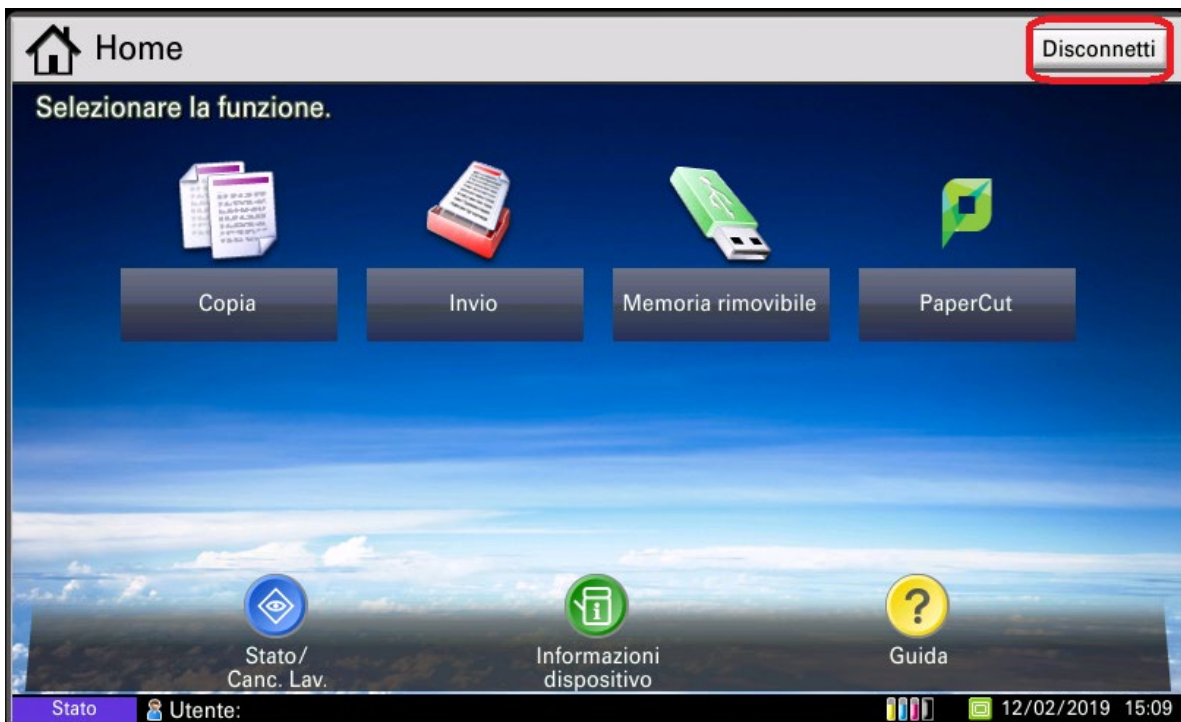 Home
Disconnetti
Selezionare la funzione.
Copia
Invio
Memoria rimovibile
PaperCut
Stato/
Canc. Lav.
Informazioni
dispositivo
Guida
Stato
Utente:
12/02/2019 15:09